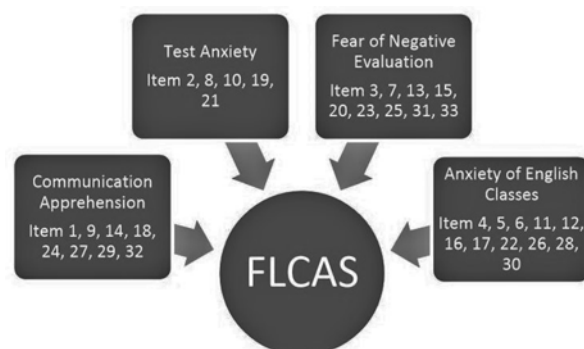 Test Anxiety
Item 2, 8, 10, 19,
21
Fear of Negative
Evaluation
Item 3, 7, 13, 15,
20, 23, 25, 31, 33
Communication
Apprehension
Item 1, 9, 14, 18,
24, 27, 29, 32
Anxiety of English
Classes
Item 4, 5, 6, 11, 12,
16, 17, 22, 26, 28,
30
FLCAS